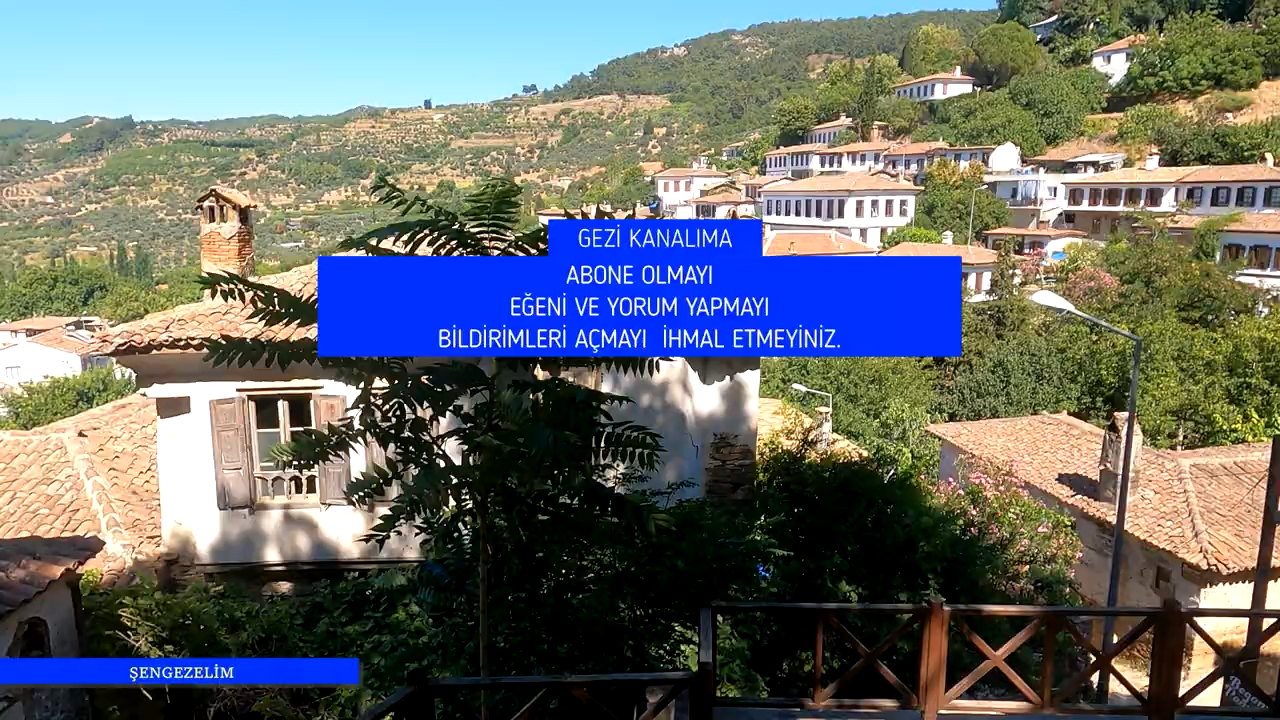 GEZİ KANALIMA
ABONE OLMAYI
EĞENİ VE YORUM YAPMAYI
BİLDİRİMLERİ AÇMAYI  İHMAL ETMEYİNİZ.
ŞENGEZELİM